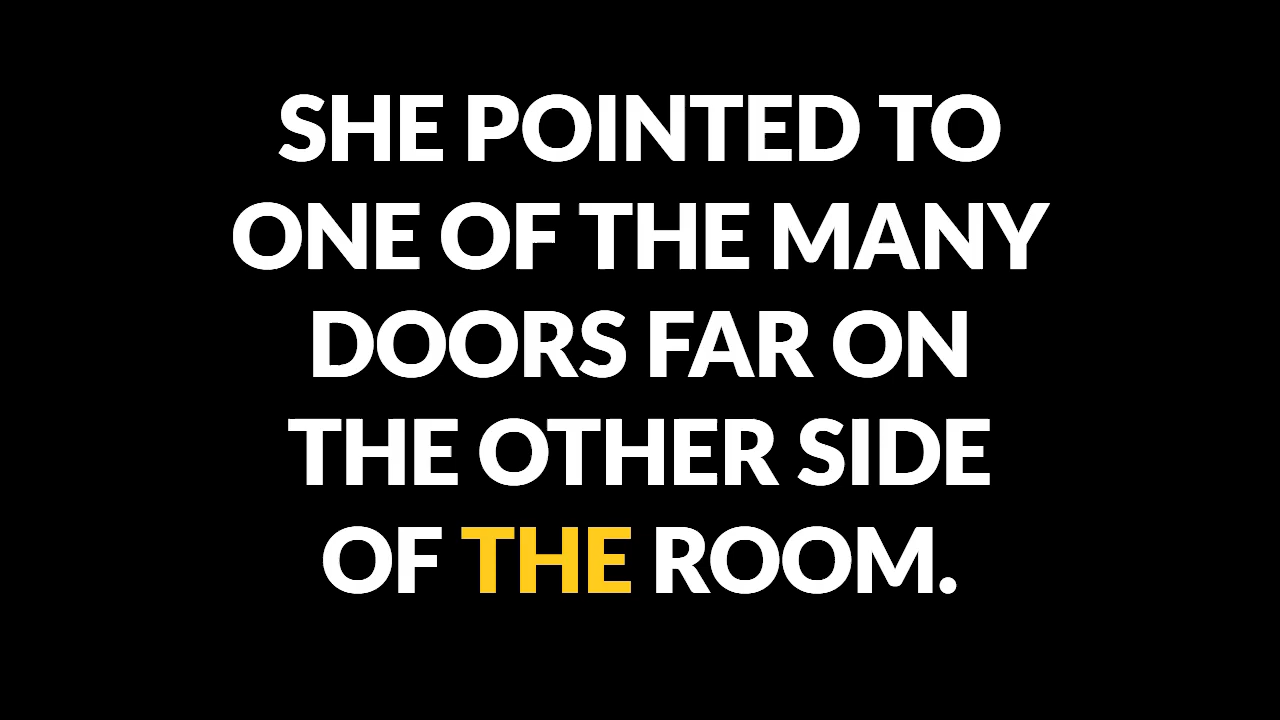 SHE POINTED TO
ONE OF THE MANY
DOORS FAR ON
THE OTHER SIDE
OF THE ROOM.